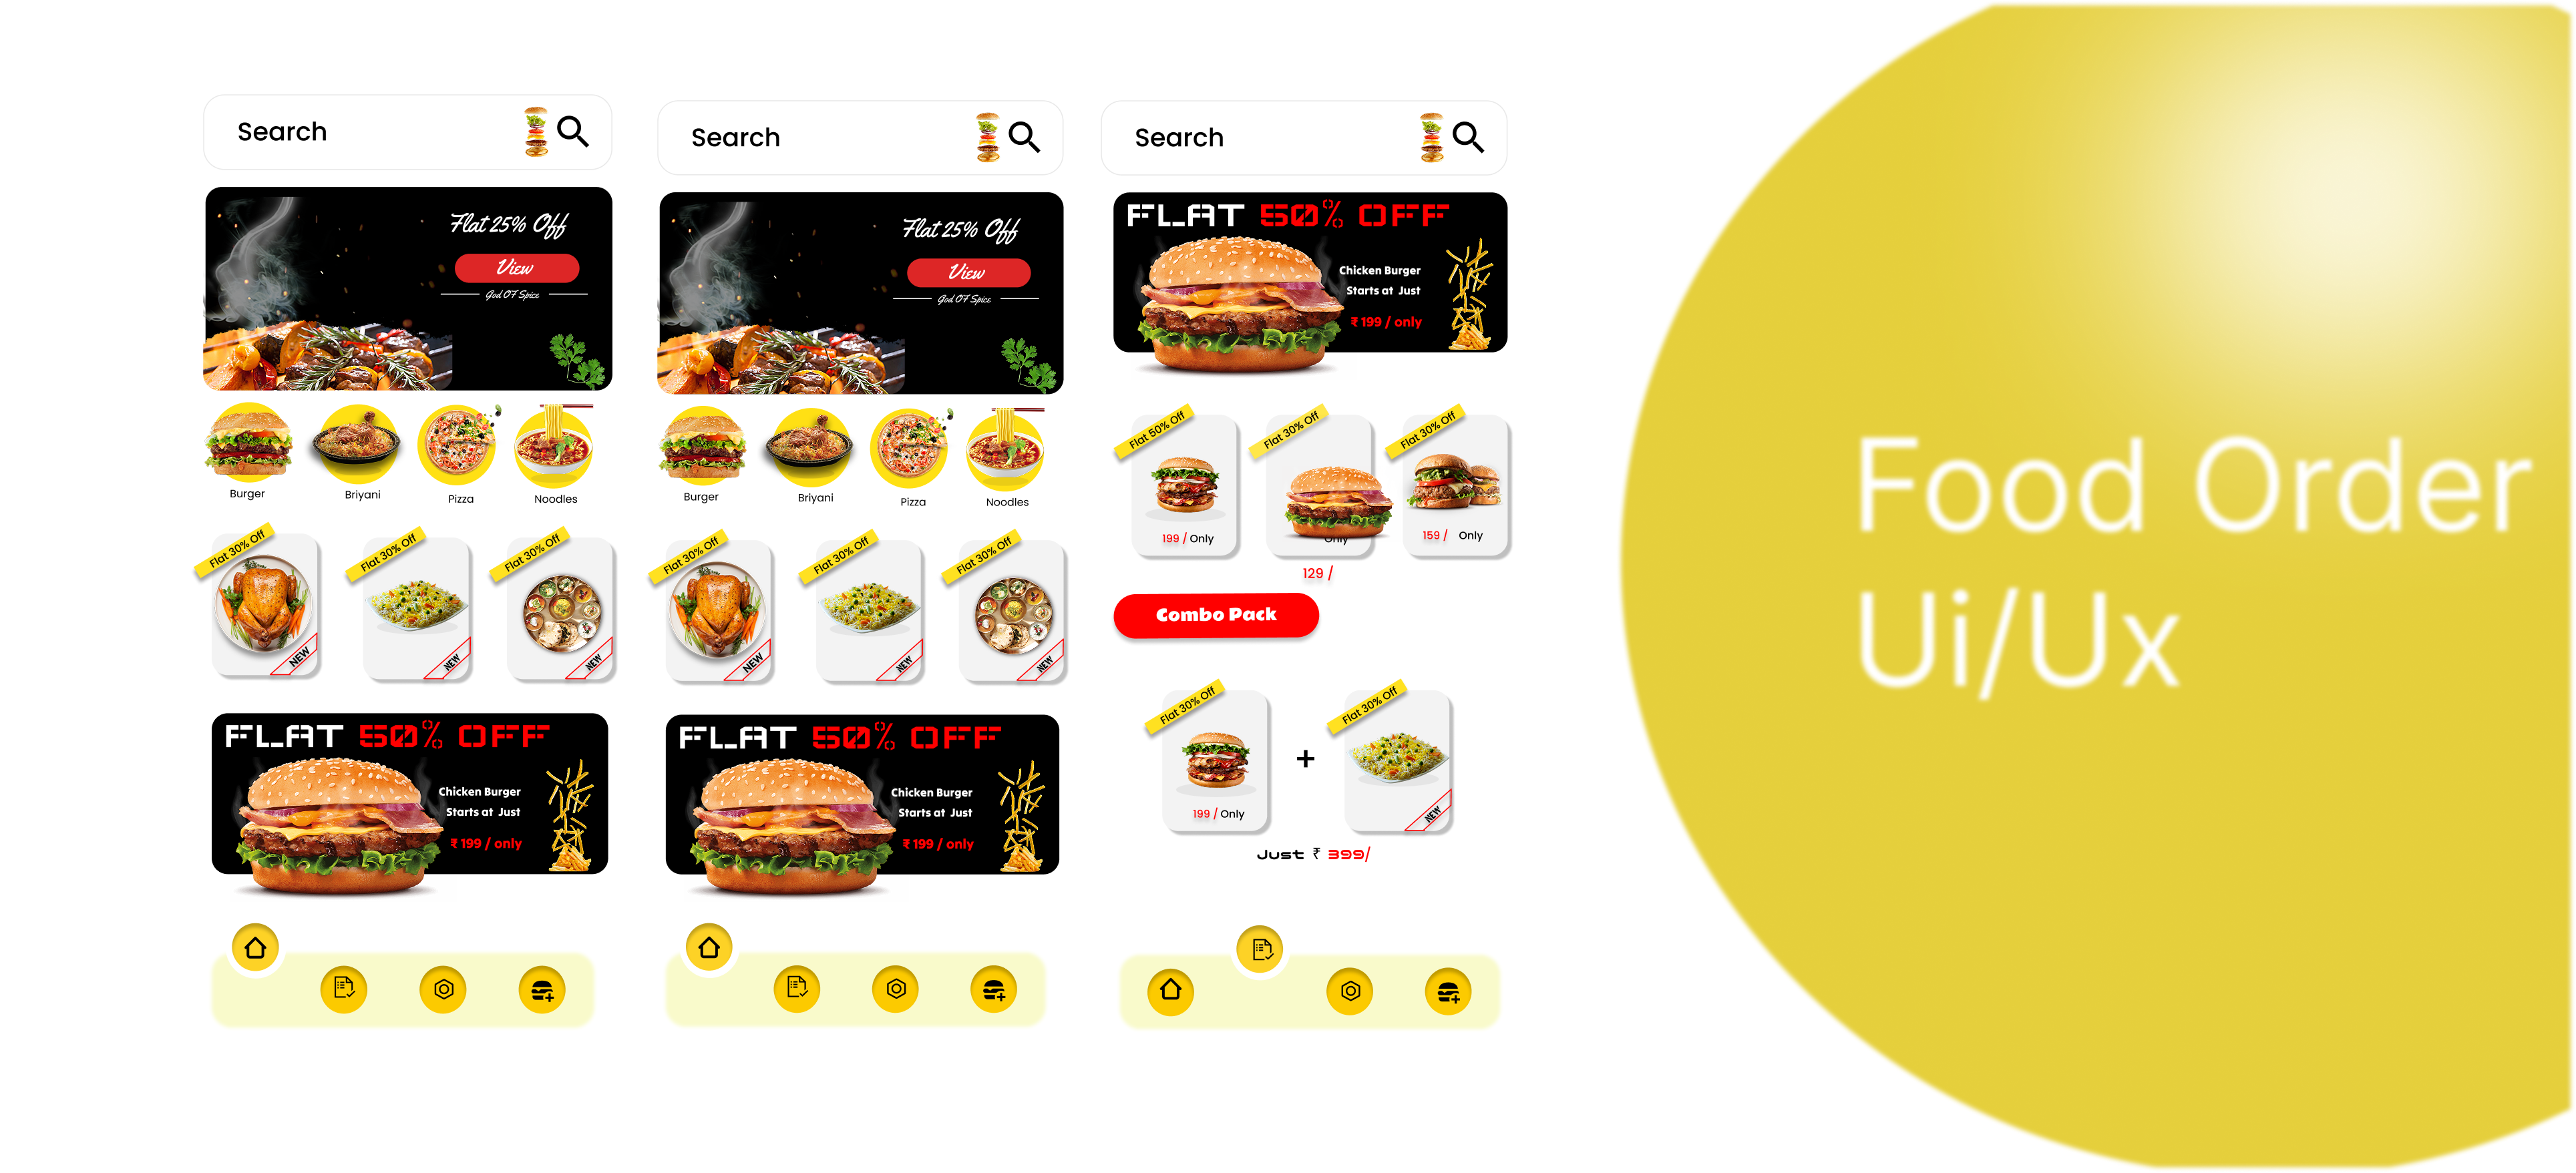 Search
Flat 25% Off
View
God OF Spice
Burger
Briyani
Pizza
Noodles
Flat 30% Off
Flat 30% Off
Flat 30% Off
NEW
NEW
NEW
FLAT 50% OFF
Chicken Burger
Starts at Just
₹ 199 / only
Search
Flat 25% Off
View
God OF Spice
Burger
Briyani
Pizza
Noodles
Flat 30% Off
Flat 30% Off
Flat 30% Off
NEW
NEW
NEW
FLAT 50% OFF
Chicken Burger
Starts at Just
₹ 199 / only
Search
FLAT 50% OFF
Chicken Burger
Starts at Just
₹ 199 / only
Flat 50% Off
Flat 30% Off
Flat 30% Off
199 / Only
Only
159 / Only
129 /
Combo Pack
Flat 30% Off
Flat 30% Off
+
199 / Only
NEW
Just ₹ 399/
Food Order
Ui/Ux